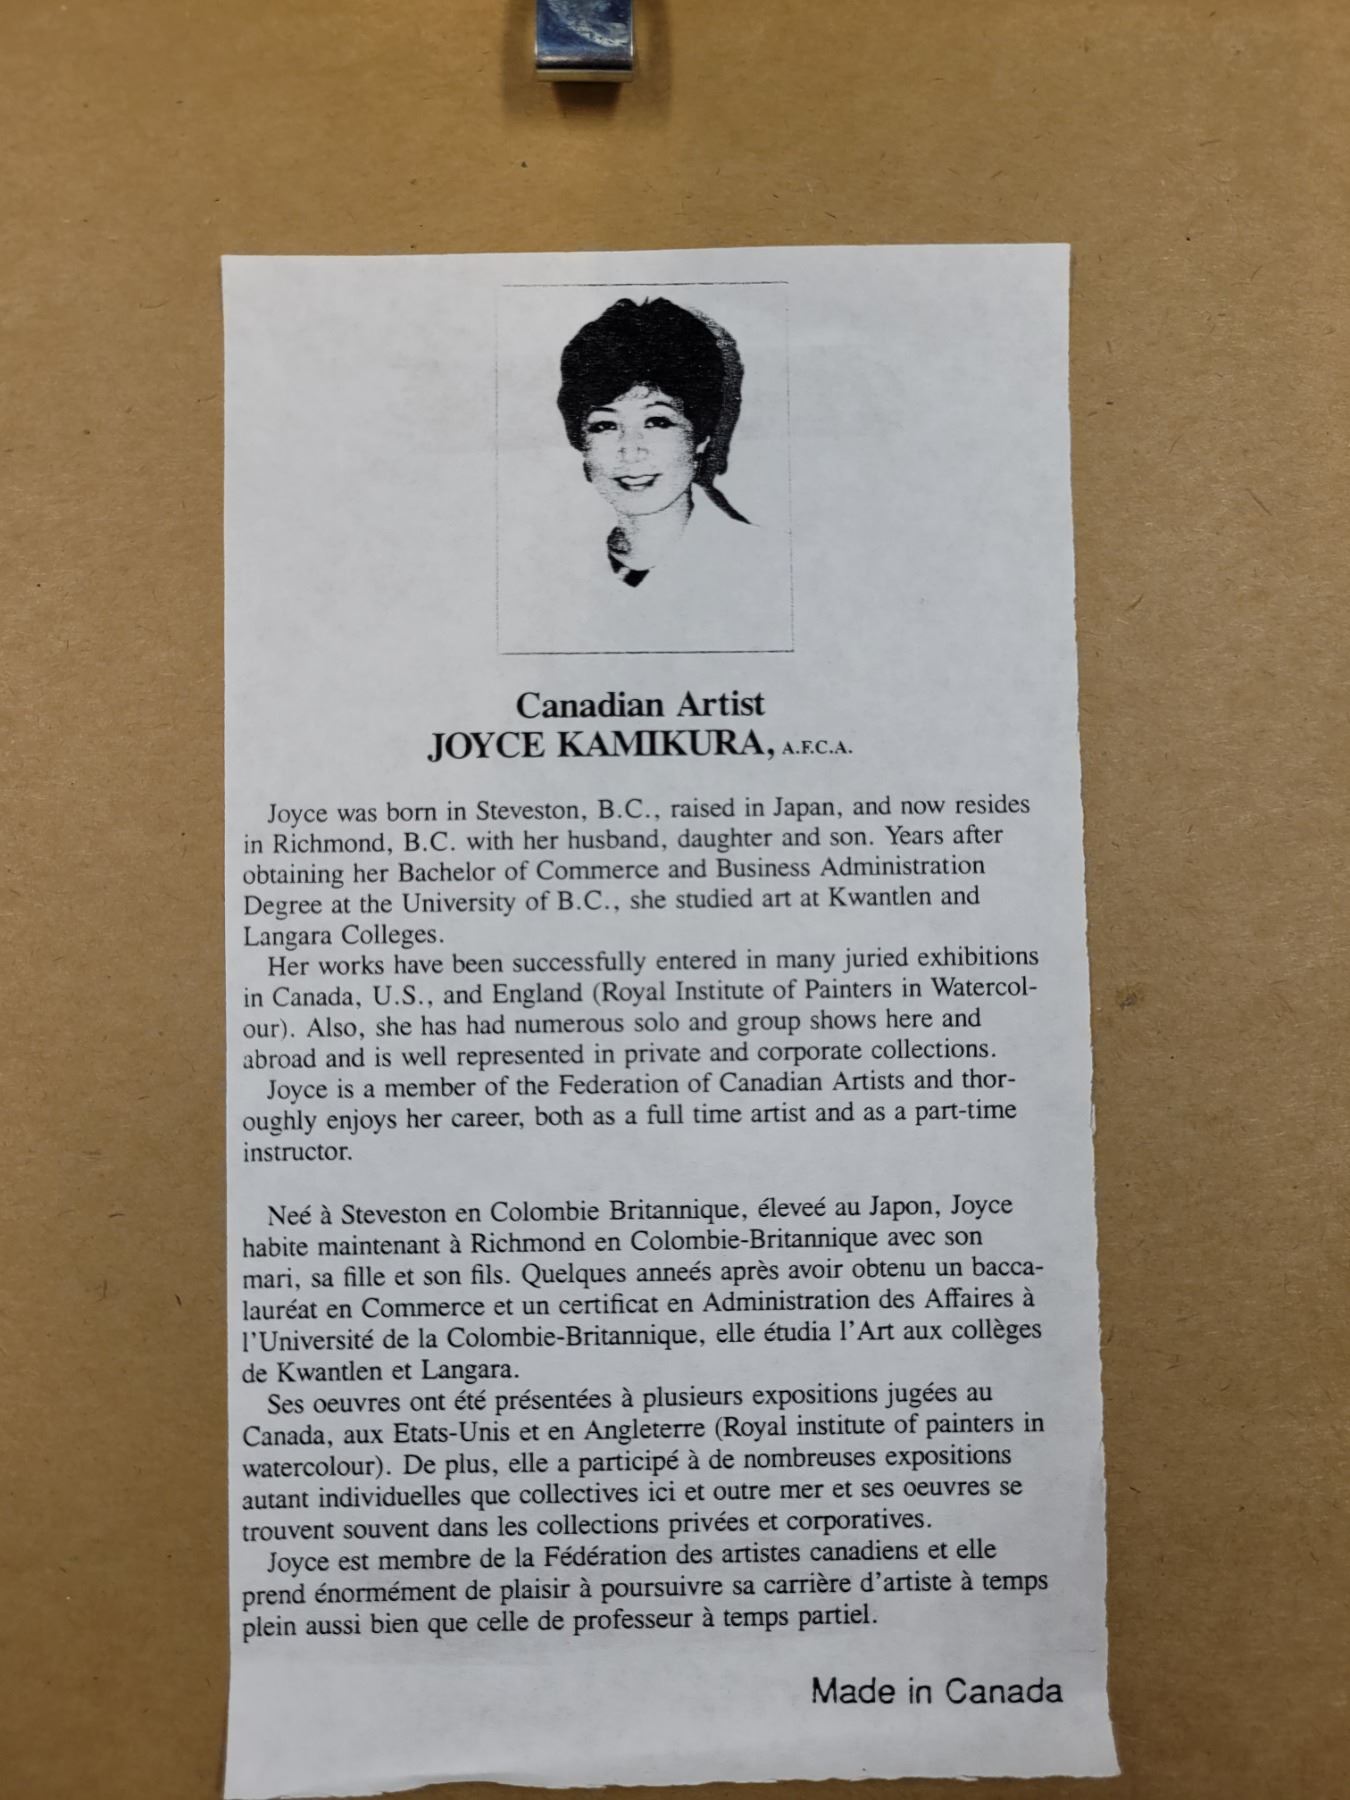 Canadian Artist
JOYCE KAMIKURA, A.F.C.A.
Joyce was born in Steveston, B.C., raised in Japan, and now resides
in Richmond, B.C. with her husband, daughter and son. Years after
obtaining her Bachelor of Commerce and Business Administration
Degree at the University of B.C., she studied art at Kwantlen and
Langara Colleges.
Her works have been successfully entered in many juried exhibitions
in Canada, U.S., and England (Royal Institute of Painters in Watercol-
our). Also, she has had numerous solo and group shows here and
abroad and is well represented in private and corporate collections.
Joyce is a member of the Federation of Canadian Artists and thor-
oughly enjoys her career, both as a full time artist and as a part-time
instructor.
Neé à Steveston en Colombie Britannique, éleveé au Japon, Joyce
habite maintenant à Richmond en Colombie-Britannique avec son
mari, sa fille et son fils. Quelques anneés après avoir obtenu un bacca-
lauréat en Commerce et un certificat en Administration des Affaires à
l'Université de la Colombie-Britannique, elle étudia l'Art aux collèges
de Kwantlen et Langara.
Ses oeuvres ont été présentées à plusieurs expositions jugées au
Canada, aux Etats-Unis et en Angleterre (Royal institute of painters in
watercolour). De plus, elle a participé à de nombreuses expositions
autant individuelles que collectives ici et outre mer et ses oeuvres se
trouvent souvent dans les collections privées et corporatives.
Joyce est membre de la Fédération des artistes canadiens et elle
prend énormément de plaisir à poursuivre sa carrière d'artiste à temps
plein aussi bien que celle de professeur à temps partiel.
Made in Canada